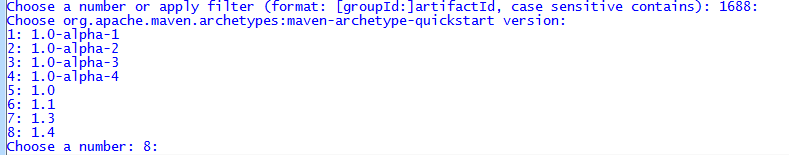 Choose a number or apply filter (format: [groupId:]artifactId, case sensitive contains): 1688:
Choose org.apache.maven.archetypes:maven-archetype-quickstart version:
1: 1.0-alpha-1
2: 1.0-alpha-2
3: 1.0-alpha-3
4: 1.0-alpha-4
5: 1.0
6: 1.1
7: 1.3
8: 1.4
Choose a number: 8: